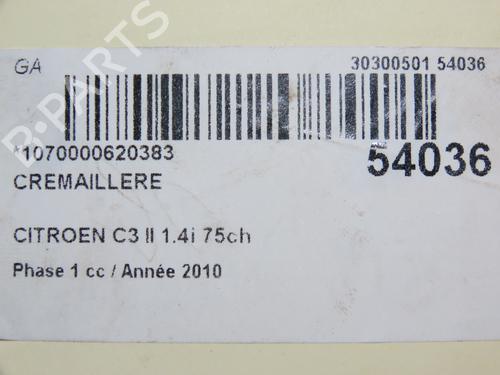 GA
30300501 54036
*1070000620383
54036
CREMAILLERE
CITROEN C3 II 1.4i 75ch
Phase 1 cc / Année 2010
B-PARTS